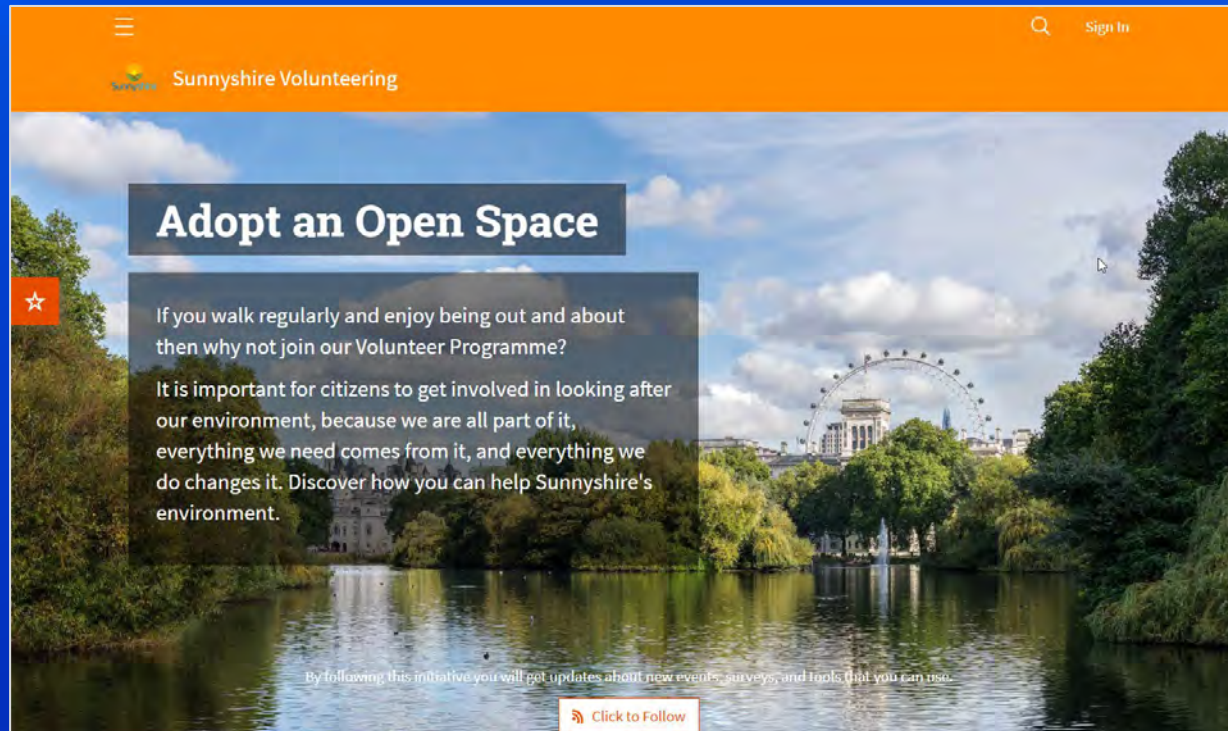 Sign In
Sunnyshire Volunteering
Adopt an Open Space
If you walk regularly and enjoy being out and about
then why not join our Volunteer Programme?
It is important for citizens to get involved in looking after
our environment, because we are all part of it,
everything we need comes from it, and everything we
do changes it. Discover how you can help Sunnyshire's
environment.
By following this initiative you will get updates about new events, surveys, and tools that you can use.
Click to Follow